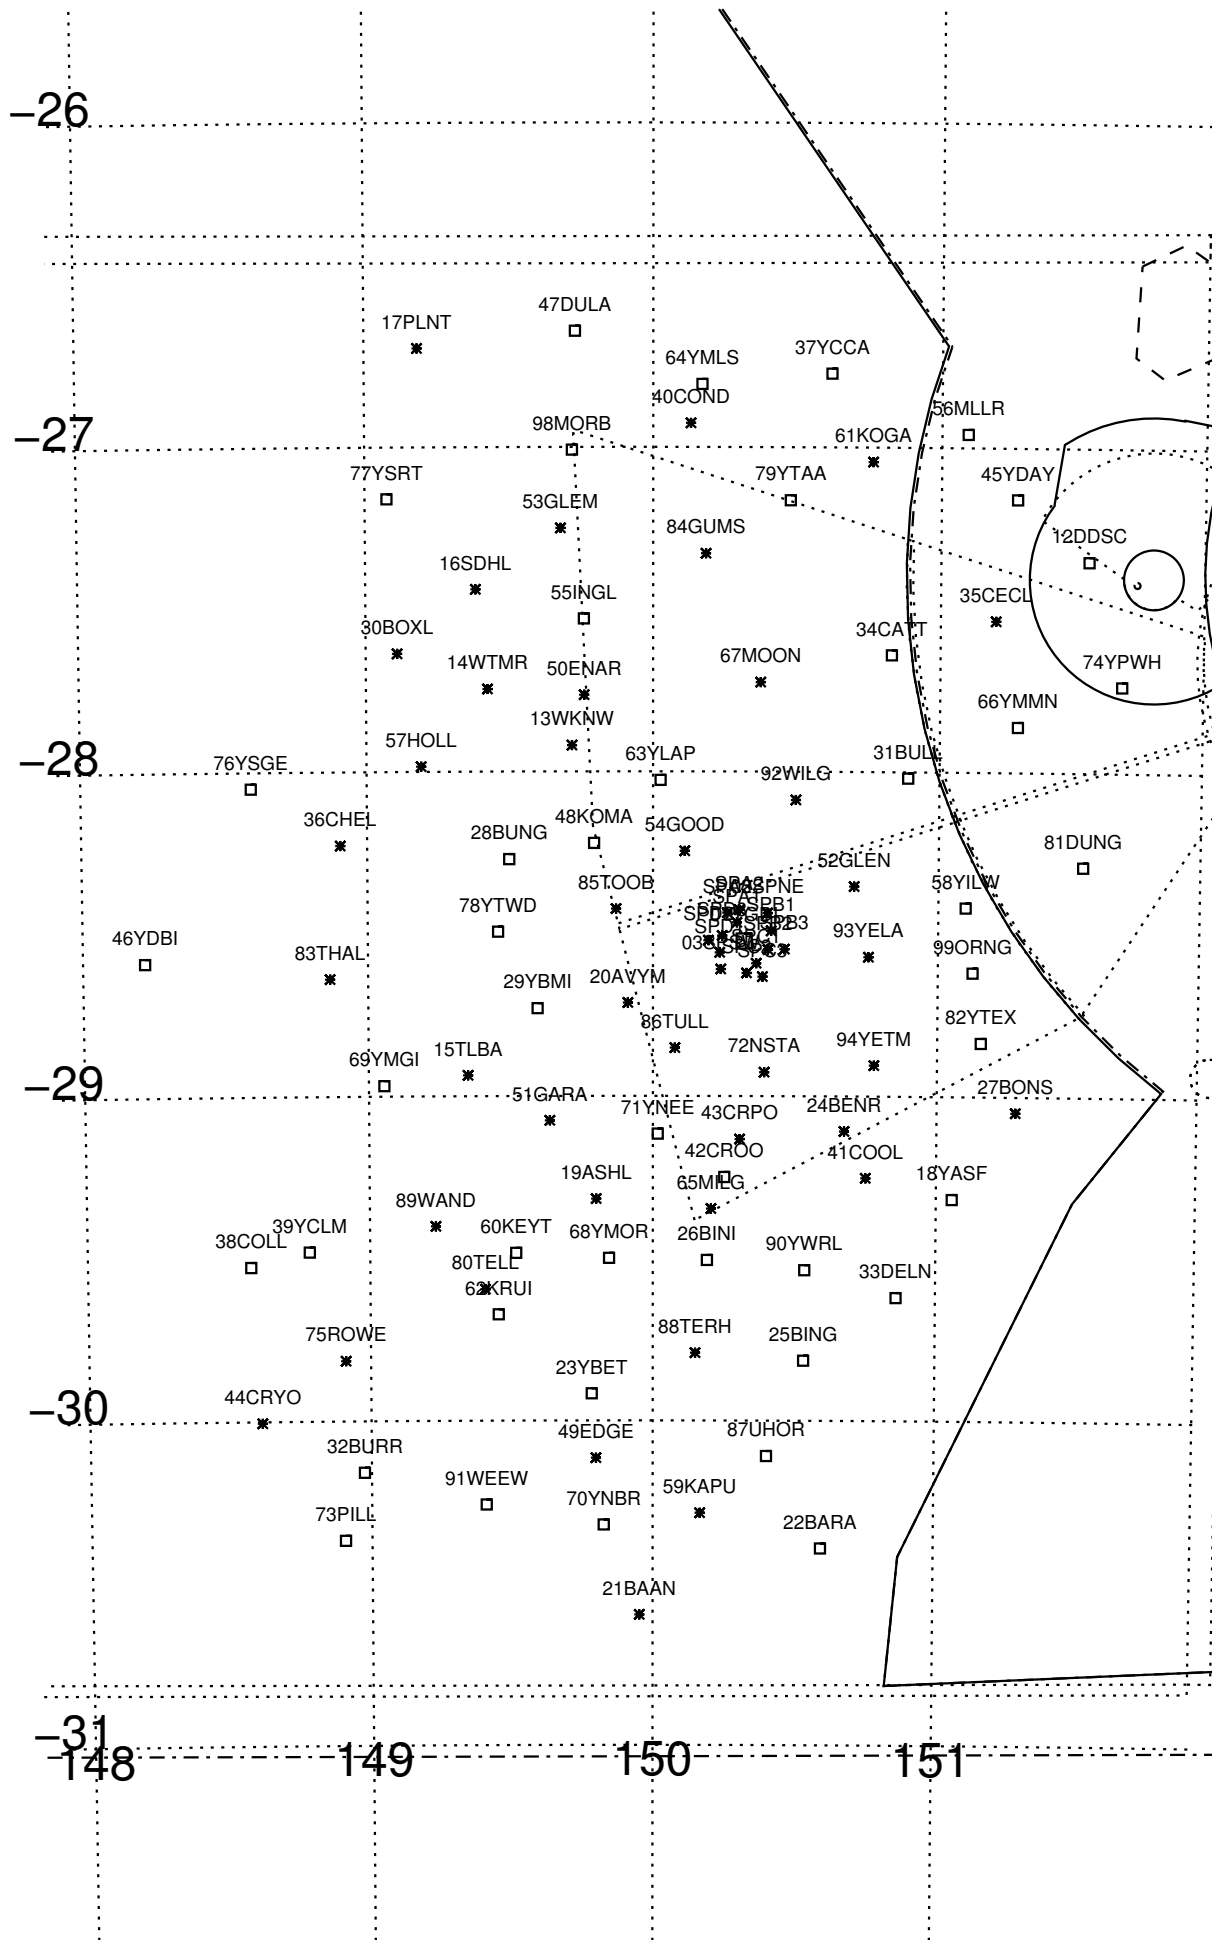 −26
47DULA
17PLNT
37YCCA
64YMLS
40COND
56MLLR
−27
98MORB
61KOGA
77YSRT
79YTAA
45YDAY
53GLEM
84GUMS
12DDSC
16SDHL
55INGL
35CECL
30BOXL
34CATT
14WTMR
50ENAR
67MOON
74YPWH
66YMMN
13WKNW
57HOLL
−28
76YSGE
63YLAP
31BULL
92WILG
36CHEL
48KOMA
54GOOD
28BUNG
81DUNG
52GLEN
85TOOB
58YILW
78YTWD
SPB1
SPB3
46YDBI
83THAL
93YELA
99ORNG
29YBMI
20AVYM
86TULL
82YTEX
72NSTA
94YETM
69YMGI
15TLBA
−29
51GARA
71YNEE
43CRPO
24BENR
27BONS
42CROO
41COOL
19ASHL
65MILG
18YASF
89WAND
39YCLM
60KEYT
68YMOR
26BINI
38COLL
90YWRL
80TELL
33DELN
62KRUI
75ROWE
88TERH
25BING
23YBET
44CRYO
−30
49EDGE
87UHOR
32BURR
91WEEW
59KAPU
73PILL
70YNBR
22BARA
21BAAN
−31
148 149 150 151